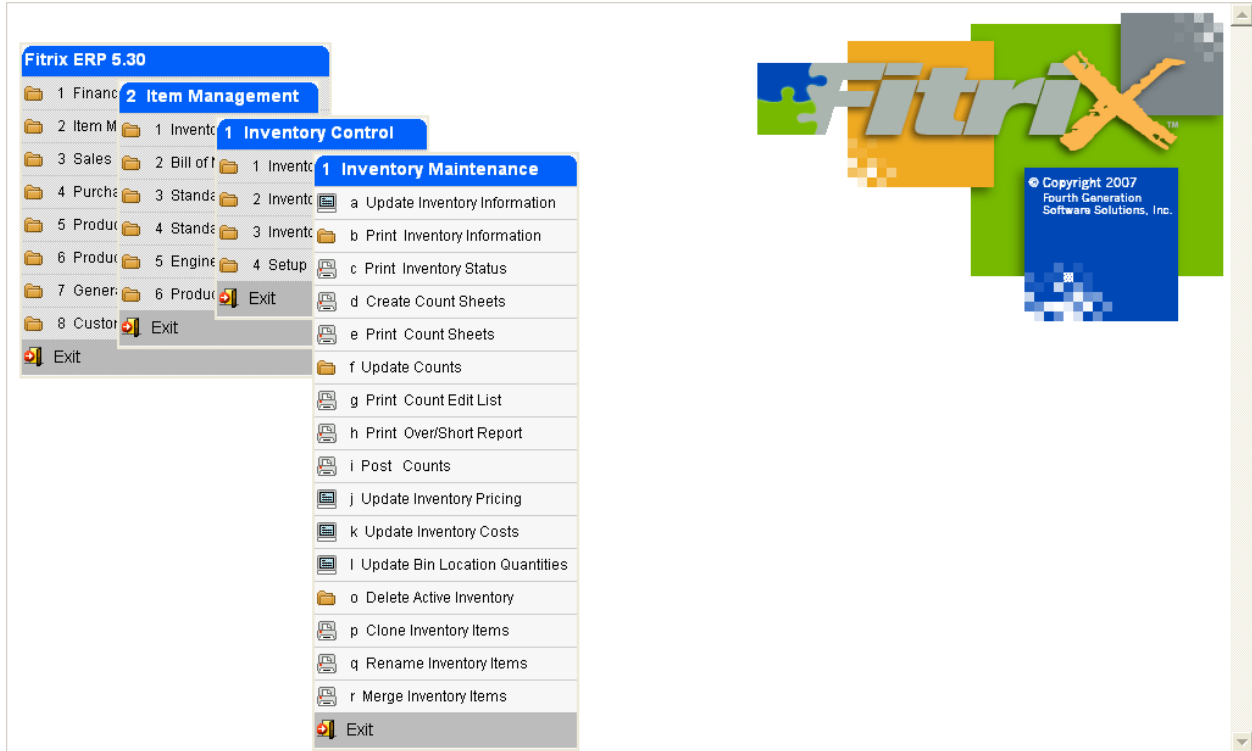 Fitrix ERP 5.30
1 Financ
2 Item M
3 Sales
4 Purcha
5 Produc
6 Produc
7 Genera
8 Custor
Exit
2 Item Management
1 Invento
2 Bill of M
3 Standa
4 Standa
5 Engine
6 Produc
Exit
1 Inventory Control
1 Invento
2 Invento
3 Invento
4 Setup
Exit
1 Inventory Maintenance
a Update Inventory Information
b Print Inventory Information
c Print Inventory Status
d Create Count Sheets
e Print Count Sheets
f Update Counts
g Print Count Edit List
h Print Over/Short Report
i Post Counts
j Update Inventory Pricing
k Update Inventory Costs
l Update Bin Location Quantities
o Delete Active Inventory
p Clone Inventory Items
q Rename Inventory Items
r Merge Inventory Items
Exit
FitriX
TM
© Copyright 2007
Fourth Generation
Software Solutions, Inc.